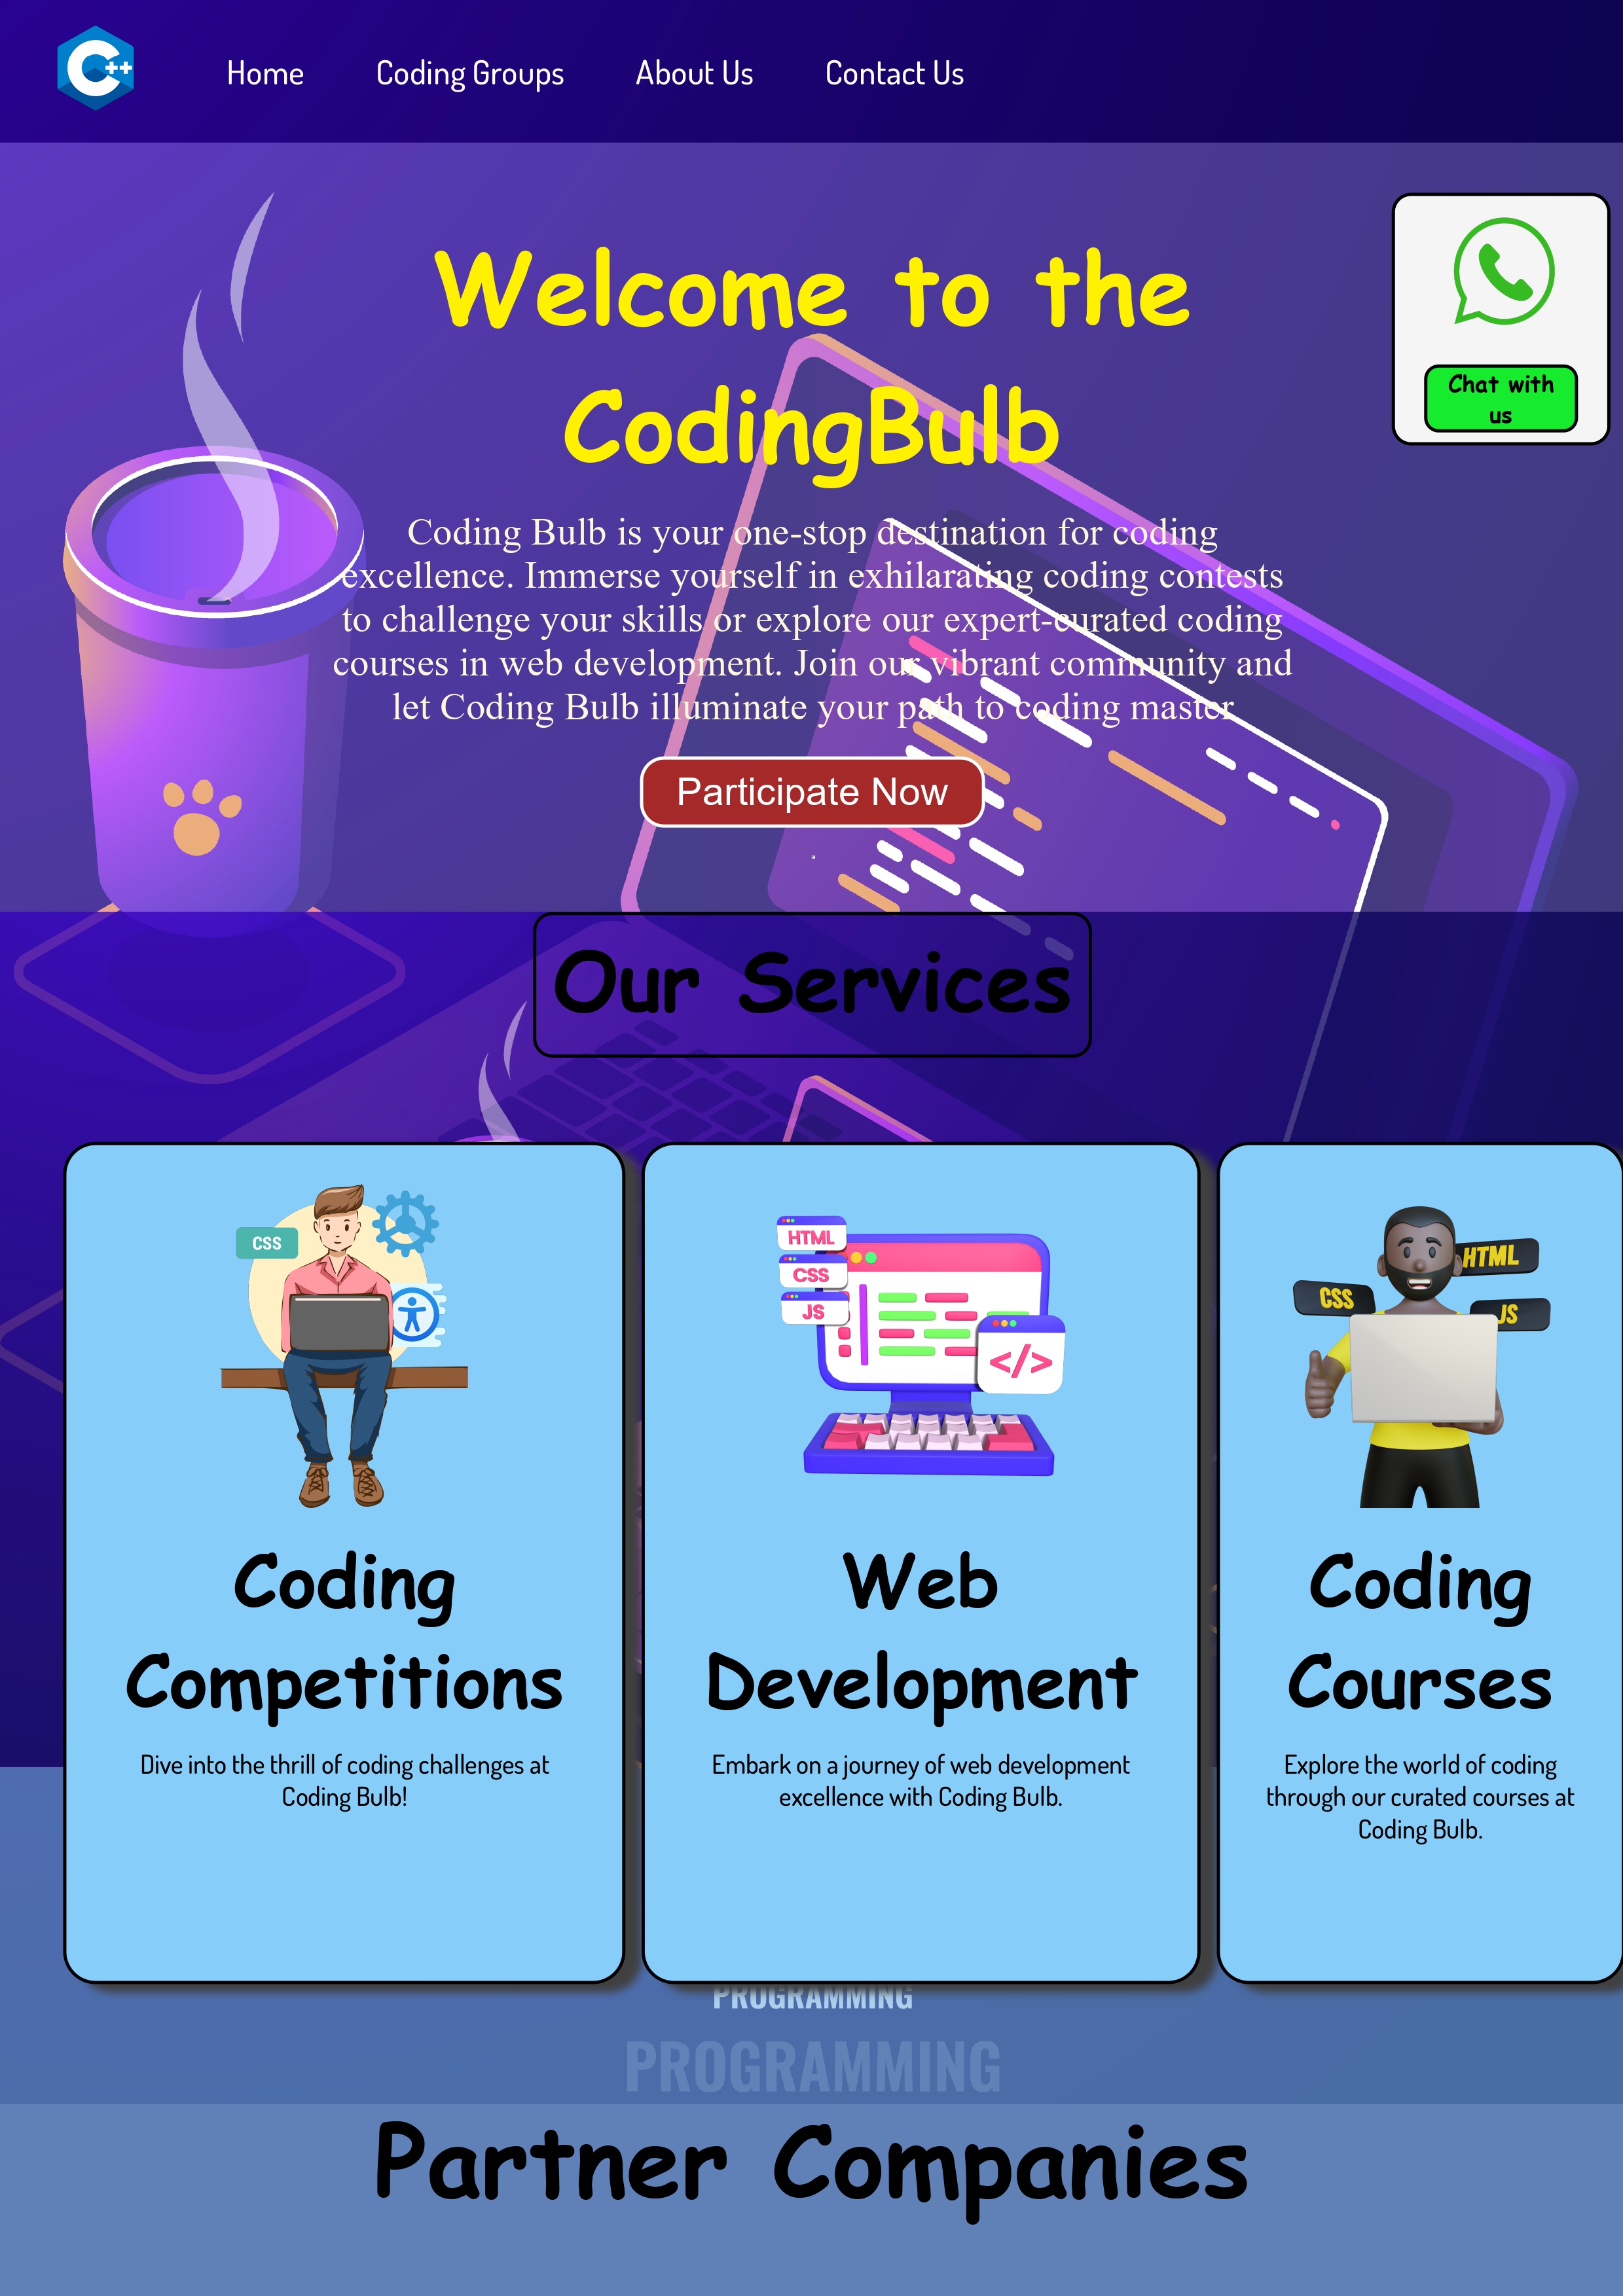 C++
Home
Coding Groups
About Us
Contact Us
Welcome to the
CodingBulb
Chat with
us
Coding Bulb is your one-stop destination for coding
excellence. Immerse yourself in exhilarating coding contests
to challenge your skills or explore our expert-curated coding
courses in web development. Join our vibrant community and
let Coding Bulb illuminate your path to coding master
Participate Now
Our Services
CSS
Coding
Competitions
Dive into the thrill of coding challenges at
Coding Bulb!
HTML
CSS
JS
</>
Web
Development
Embark on a journey of web development
excellence with Coding Bulb.
HTML
CSS
JS
Coding
Courses
Explore the world of coding
through our curated courses at
Coding Bulb.
PROGRAMMING
PROGRAMMING
Partner Companies